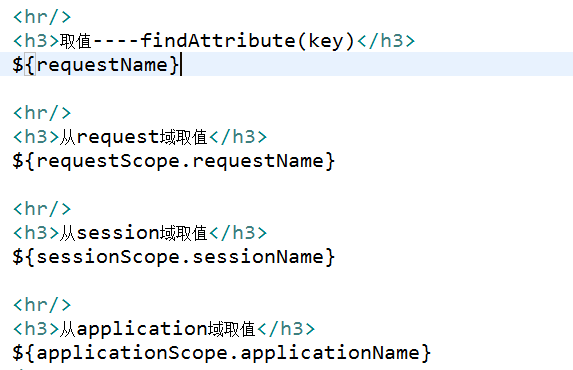 <hr/>
<h3>取值----findAttribute(key)</h3>
${requestName}
<hr/>
<h3>从request域取值</h3>
${requestScope.requestName}
<hr/>
<h3>从session域取值</h3>
${sessionScope.sessionName}
<hr/>
<h3>从application域取值</h3>
${applicationScope.applicationName}